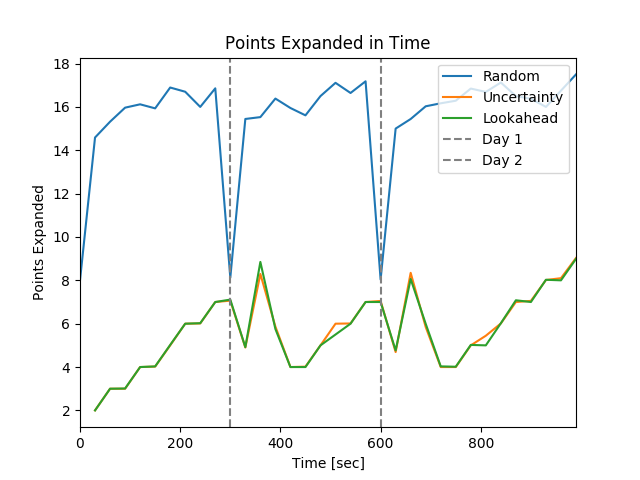 Points Expanded in Time
18
16
14
12
10
8
6
4
2
Points Expanded
Random
Uncertainty
Lookahead
Day 1
Day 2
0
200
400
600
800
Time [sec]